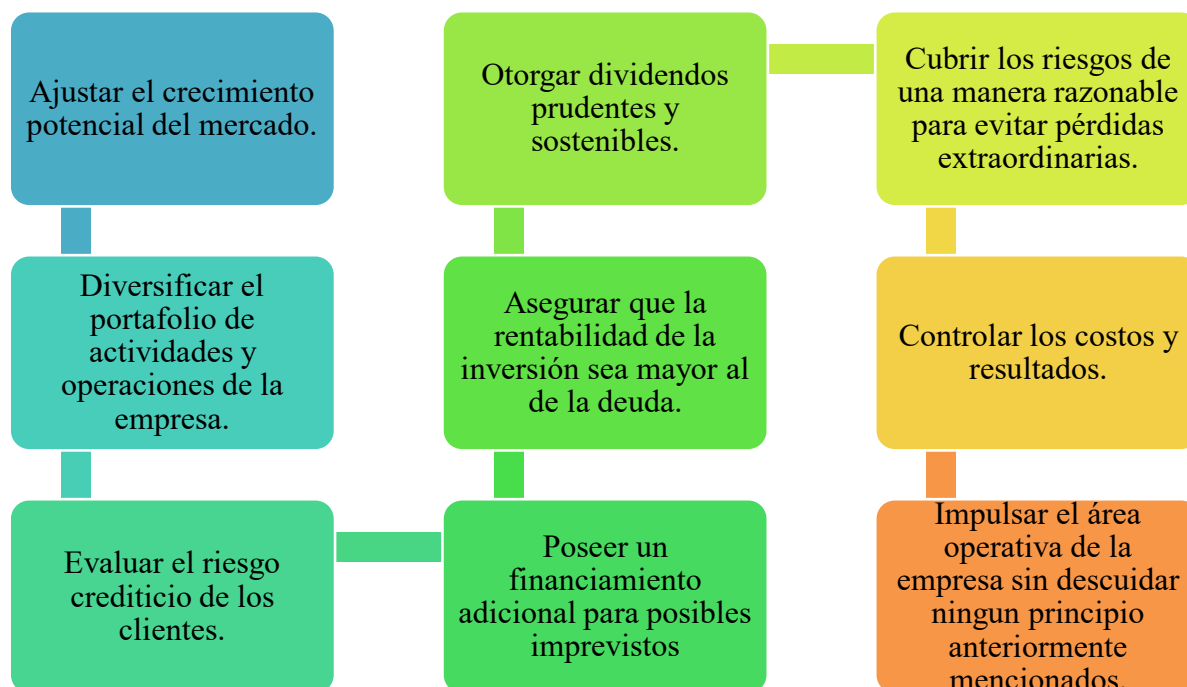 Ajustar el crecimiento
potencial del mercado.
Diversificar el
portafolio de
actividades y
operaciones de la
empresa.
Evaluar el riesgo
crediticio de los
clientes.
Poseer un
financiamiento
adicional para posibles
imprevistos
Asegurar que la
rentabilidad de la
inversión sea mayor al
de la deuda.
Otorgar dividendos
prudentes y
sostenibles.
Cubrir los riesgos de
una manera razonable
para evitar pérdidas
extraordinarias.
Controlar los costos y
resultados.
Impulsar el área
operativa de la
empresa sin descuidar
ningun principio
anteriormente
mencionados.